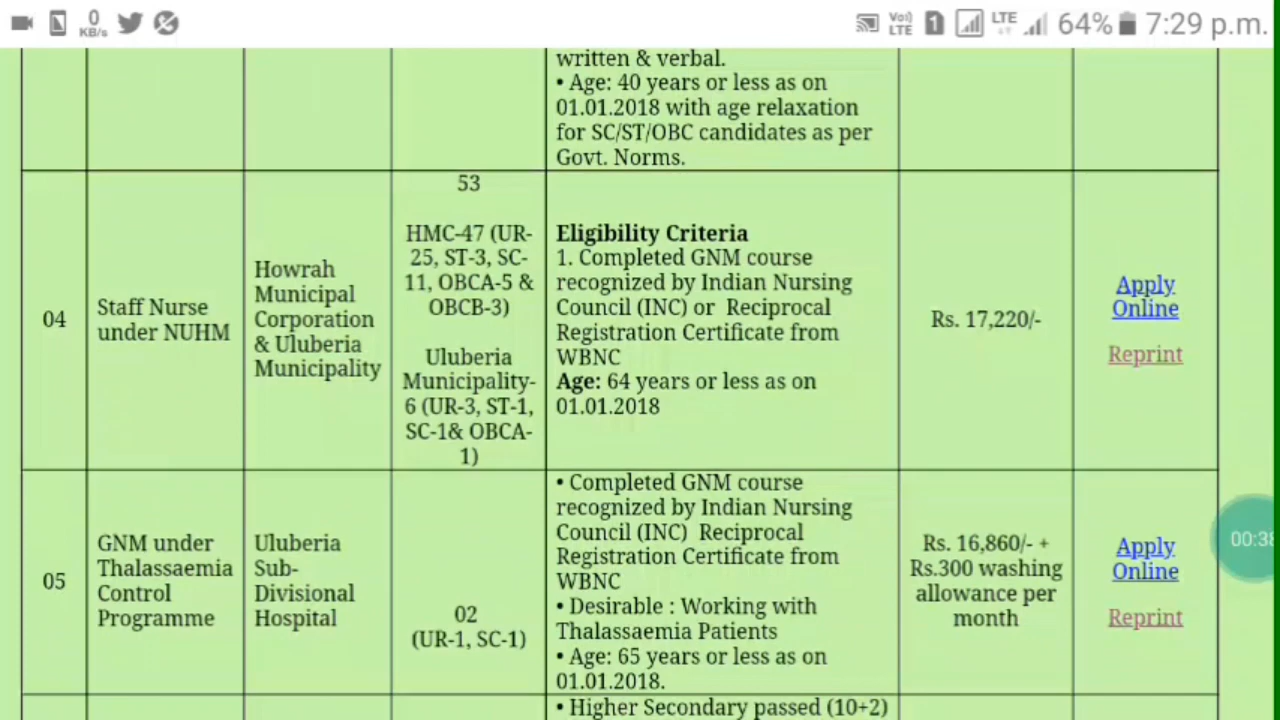 0
KB/s
Vo))
LTE
1
LTE
64%
7:29 p.m.
written & verbal.
• Age: 40 years or less as on
01.01.2018 with age relaxation
for SC/ST/OBC candidates as per
Govt. Norms.
04
Staff Nurse
under NUHM
Howrah
Municipal
Corporation
& Uluberia
Municipality
53
HMC-47 (UR-
25, ST-3, SC-
11, OBCA-5 &
OBCB-3)
Uluberia
Municipality-
6 (UR-3, ST-1,
SC-1& OBCA-
1)
Eligibility Criteria
1. Completed GNM course
recognized by Indian Nursing
Council (INC) or Reciprocal
Registration Certificate from
WBNC
Age: 64 years or less as on
01.01.2018
Rs. 17,220/-
Apply
Online
Reprint
05
GNM under
Thalassaemia
Control
Programme
Uluberia
Sub-
Divisional
Hospital
02
(UR-1, SC-1)
• Completed GNM course
recognized by Indian Nursing
Council (INC) Reciprocal
Registration Certificate from
WBNC
• Desirable : Working with
Thalassaemia Patients
• Age: 65 years or less as on
01.01.2018.
Rs. 16,860/- +
Rs.300 washing
allowance per
month
Apply
Online
Reprint
00:38
• Higher Secondary passed (10+2)